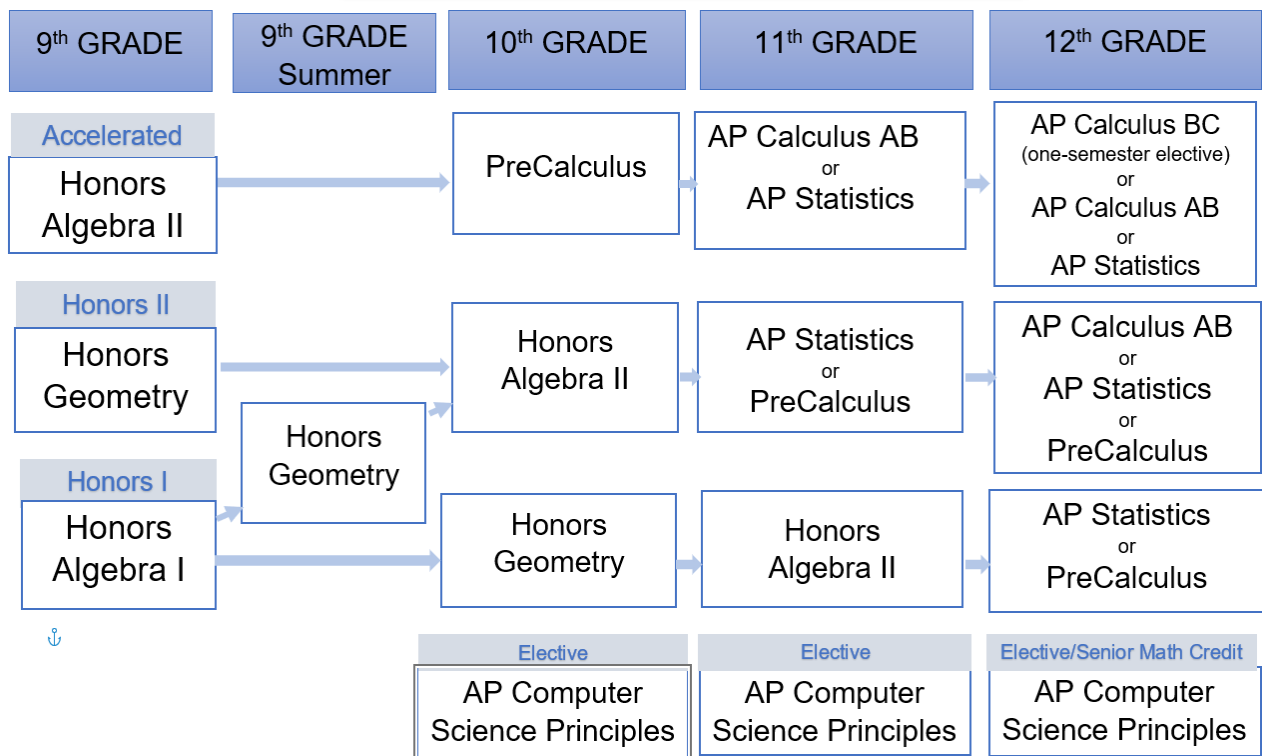 9th GRADE
9th GRADE
Summer
10th GRADE
11th GRADE
12th GRADE
Accelerated
Honors
Algebra II
PreCalculus
AP Calculus AB
or
AP Statistics
AP Calculus BC
(one-semester elective)
or
AP Calculus AB
or
AP Statistics
Honors II
Honors
Geometry
Honors
Geometry
Honors
Algebra II
AP Statistics
or
PreCalculus
AP Calculus AB
or
AP Statistics
or
PreCalculus
Honors I
Honors
Algebra I
Honors
Geometry
Honors
Algebra II
AP Statistics
or
PreCalculus
Elective
AP Computer
Science Principles
Elective
AP Computer
Science Principles
Elective/Senior Math Credit
AP Computer
Science Principles